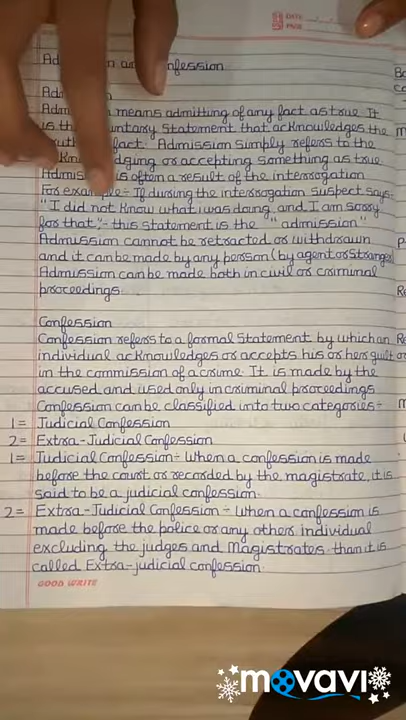 DATE
PAGE
Ad n an nfession
Ad n
Adm means admitting of any fact as true. It
is th untary Statement that acknowledges the
uth fact. Admission simply refers to the
kn dging or accepting something as true.
Admis is often a result of the interrogation
For example÷ If during the interrogation suspect says:
"I did not know what i was doing, and I am sorry
for that".- this statement is the "admission"
Admission cannot be retracted or withdrawn
and it can be made by any person (by agent or stranger)
Admission can be made both in civil or criminal
proceedings.
Confession
Confession refers to a formal Statement by which an
individual acknowledges or accepts his or her guilt
in the commission of a crime. It is made by the
accused and used only in criminal proceedings
Confession can be classified into two categories÷
1= Judicial Confession
2= Extra-Judicial Confession
1= Judicial Confession÷ When a confession is made
before the court or recorded by the magistrate, it is
said to be a judicial confession.
2= Extra-Judicial Confession ÷ When a confession is
made before the police or any other individual
excluding the judges and Magistrates than it is
called Extra-judicial confession.
GOOD WRITE
movavi